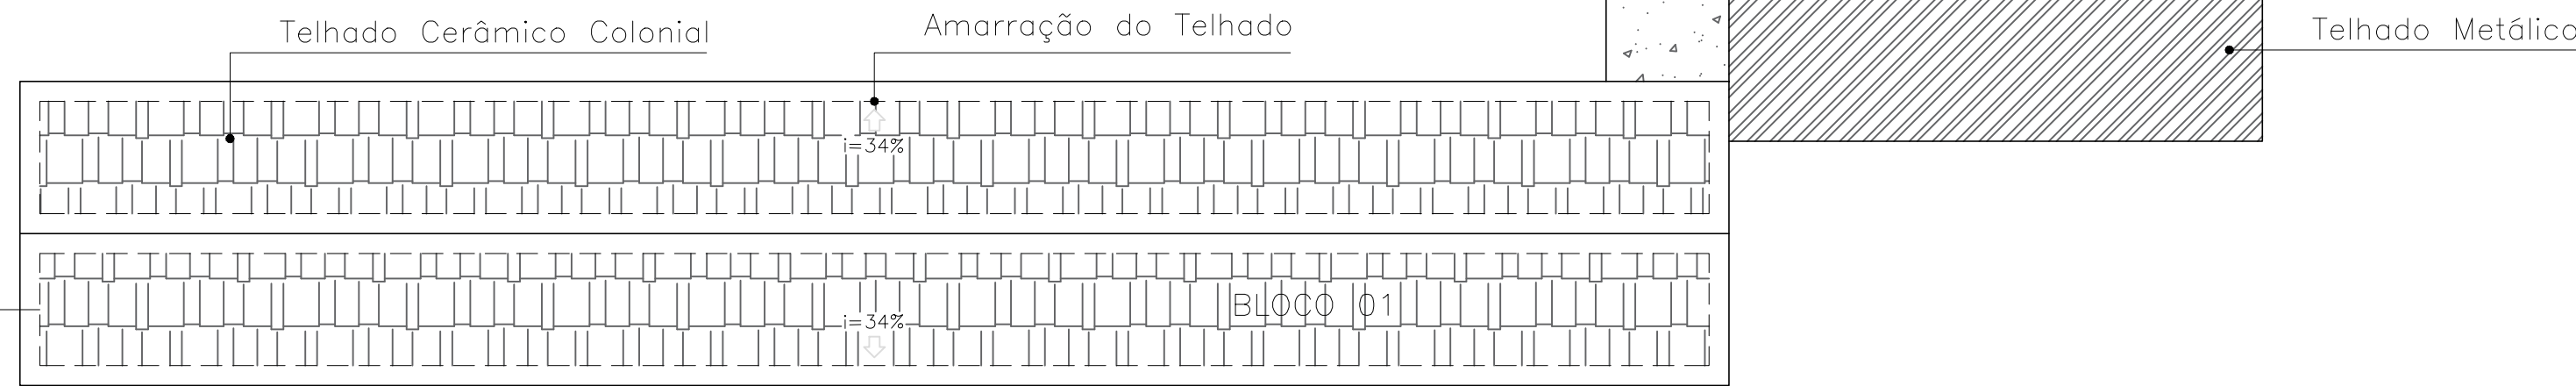 Telhado Cerâmico Colonial
Amarração do Telhado
Telhado Metálico
i=34%
BLOCO 01
i=34%